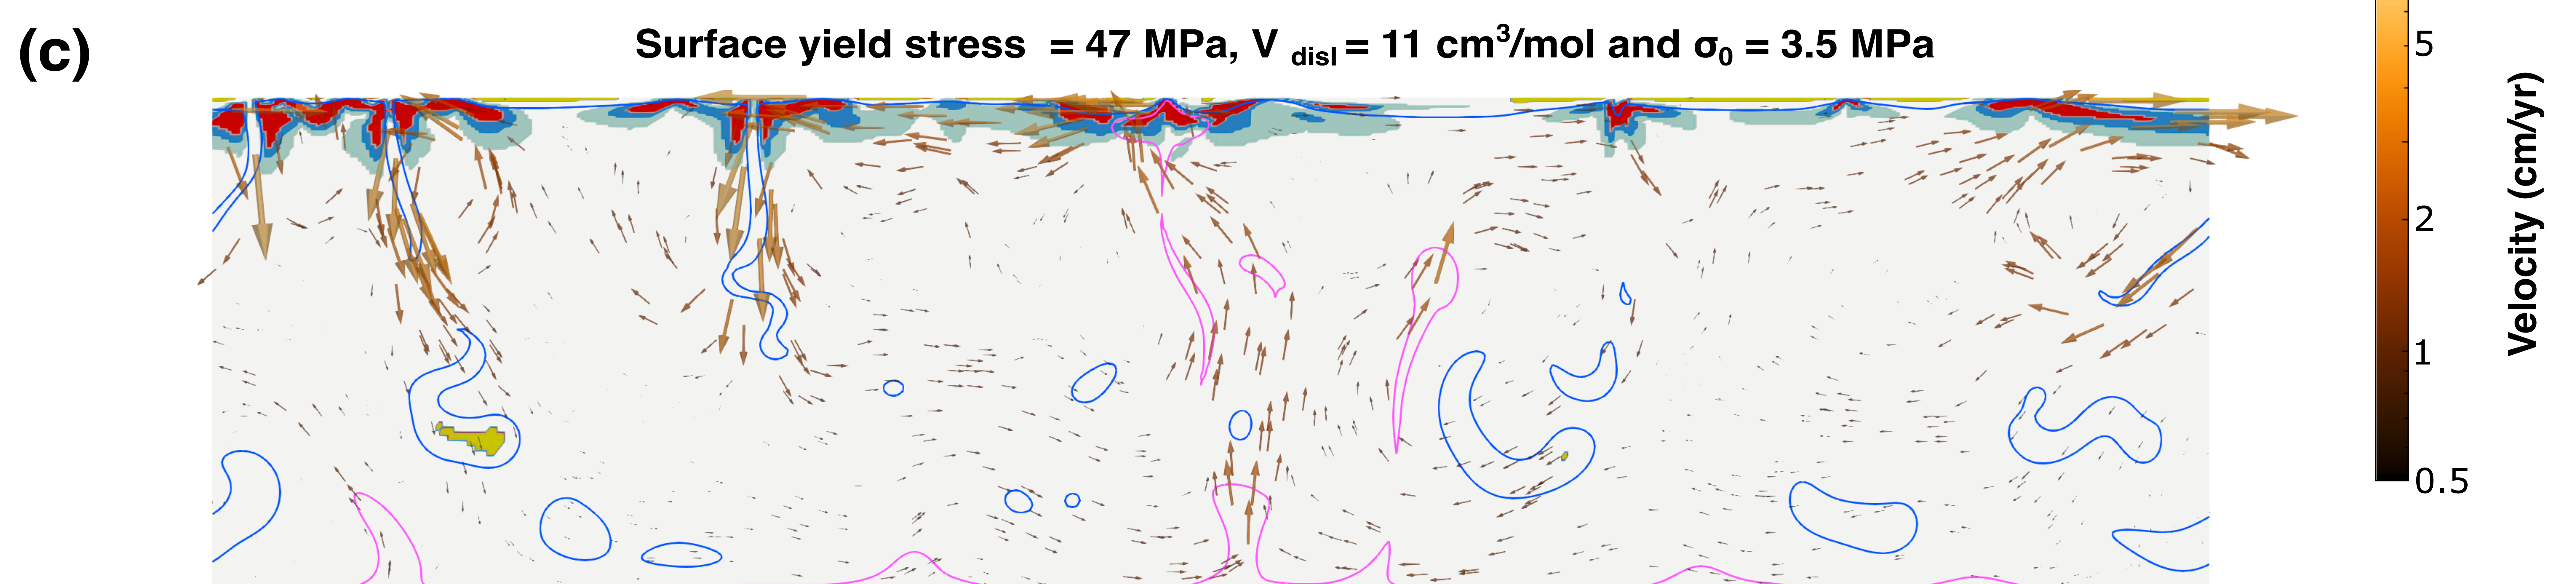 (c)
Surface yield stress = 47 MPa, V disl = 11 cm³/mol and σ₀ = 3.5 MPa
5
2
1
0.5
Velocity (cm/yr)